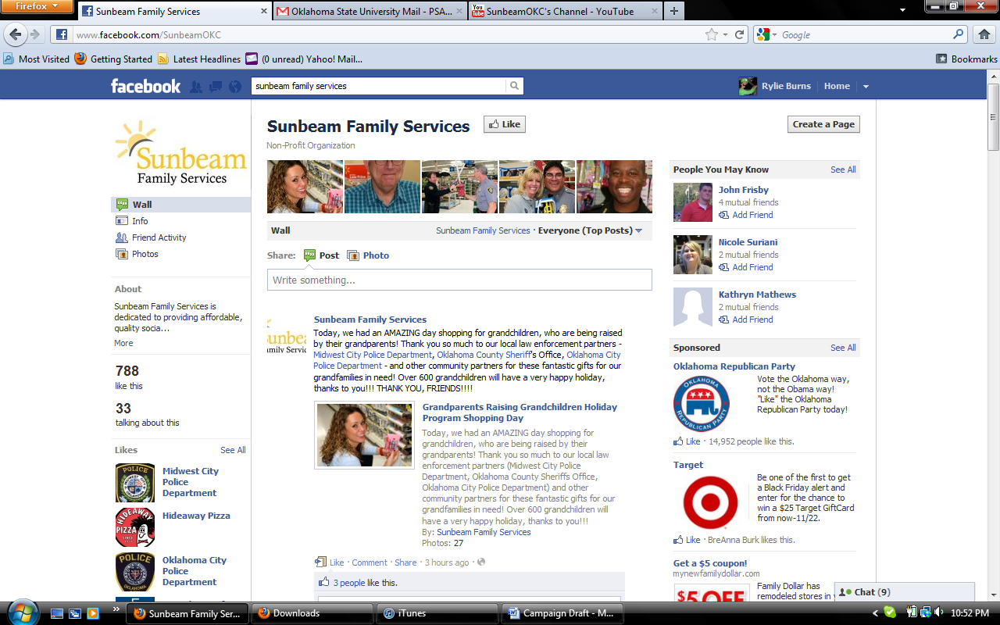 Firefox
Sunbeam Family Services
Oklahoma State University Mail - PSA...
SunbeamOKC's Channel - YouTube
www.facebook.com/SunbeamOKC
Google
Most Visited
Getting Started
Latest Headlines
(0 unread) Yahoo! Mail...
Bookmarks
facebook
sunbeam family services
Rylie Burns
Home
Sunbeam
Family Services
Wall
Info
Friend Activity
Photos
About
Sunbeam Family Services is
dedicated to providing affordable,
quality socia...
More
788
like this
33
talking about this
Likes
See All
Midwest City
Police
Department
Hideaway Pizza
Oklahoma City
Police
Department
Sunbeam Family Services
Like
Create a Page
Non-Profit Organization
Wall
Sunbeam Family Services · Everyone (Top Posts)
Share:
Post
Photo
Write something...
Sunbeam Family Services
Today, we had an AMAZING day shopping for grandchildren, who are being raised
by their grandparents! Thank you so much to our local law enforcement partners -
Midwest City Police Department, Oklahoma County Sheriff's Office, Oklahoma City
Police Department - and other community partners for these fantastic gifts for our
grandfamilies in need! Over 600 grandchildren will have a very happy holiday,
thanks to you!!! THANK YOU, FRIENDS!!!!
Grandparents Raising Grandchildren Holiday
Program Shopping Day
Today, we had an AMAZING day shopping for
grandchildren, who are being raised by their
grandparents! Thank you so much to our local law
enforcement partners (Midwest City Police
Department, Oklahoma County Sheriffs Office,
Oklahoma City Police Department) and other
community partners for these fantastic gifts for our
grandfamilies in need! Over 600 grandchildren will
have a very happy holiday, thanks to you!!!
By: Sunbeam Family Services
Photos: 27
Like · Comment · Share · 3 hours ago ·
3 people like this.
People You May Know
See All
John Frisby
4 mutual friends
Add Friend
Nicole Suriani
2 mutual friends
Add Friend
Kathryn Mathews
2 mutual friends
Add Friend
Sponsored
See All
Oklahoma Republican Party
OKLAHOMA
REPUBLICAN PARTY
Vote the Oklahoma way,
not the Obama way!
"Like" the Oklahoma
Republican Party today!
Like · 14,952 people like this.
Target
Be one of the first to get
a Black Friday alert and
enter for the chance to
win a $25 Target GiftCard
from now-11/22.
Like · BreAnna Burk likes this.
Get a $5 coupon!
mynewfamilydollar.com
$5 OFF
Family Dollar has
remodeled stores in
Chat (9)
Sunbeam Family Ser...
Downloads
iTunes
Campaign Draft - M...
10:52 PM